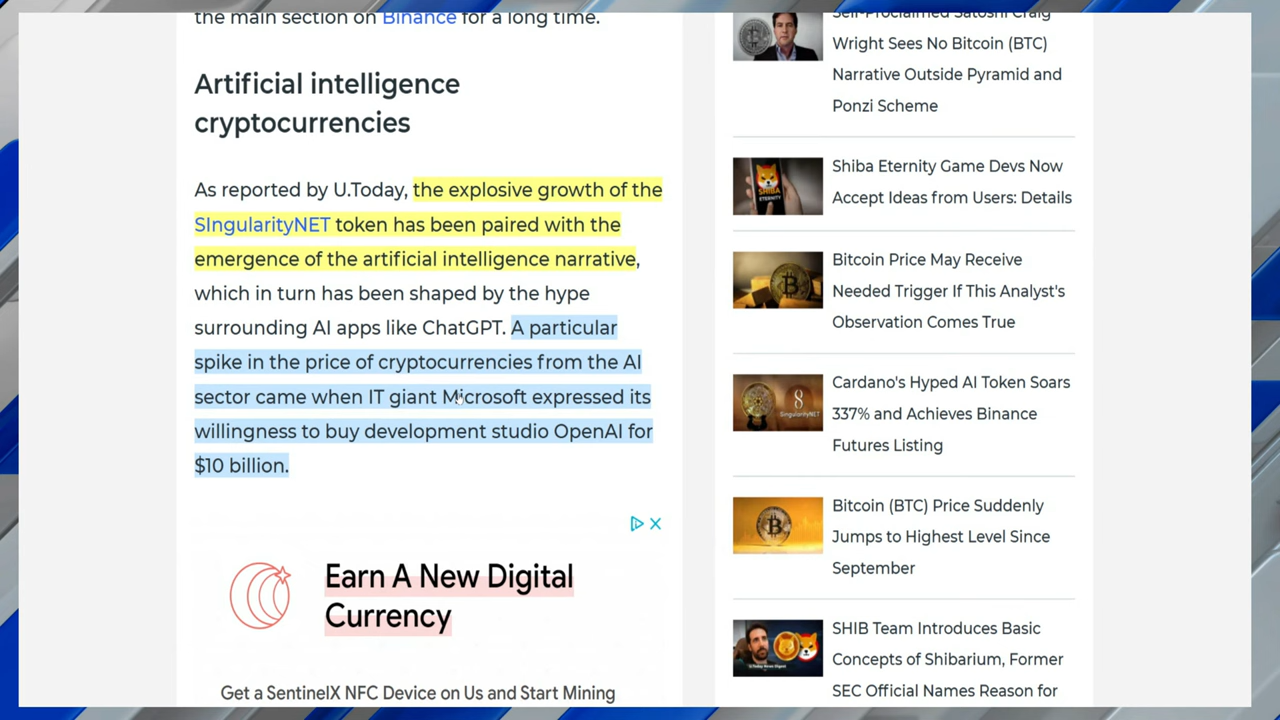 the main section on Binance for a long time.
Artificial intelligence
cryptocurrencies
As reported by U.Today, the explosive growth of the
SIngularityNET token has been paired with the
emergence of the artificial intelligence narrative,
which in turn has been shaped by the hype
surrounding AI apps like ChatGPT. A particular
spike in the price of cryptocurrencies from the AI
sector came when IT giant Microsoft expressed its
willingness to buy development studio OpenAI for
$10 billion.
Earn A New Digital
Currency
Get a SentinelX NFC Device on Us and Start Mining
Self-Proclaimed Satoshi Craig
Wright Sees No Bitcoin (BTC)
Narrative Outside Pyramid and
Ponzi Scheme
SHIBA
ETERNITY
Shiba Eternity Game Devs Now
Accept Ideas from Users: Details
Bitcoin Price May Receive
Needed Trigger If This Analyst's
Observation Comes True
SingularityNET
Cardano's Hyped AI Token Soars
337% and Achieves Binance
Futures Listing
Bitcoin (BTC) Price Suddenly
Jumps to Highest Level Since
September
SHIB Team Introduces Basic
Concepts of Shibarium, Former
SEC Official Names Reason for